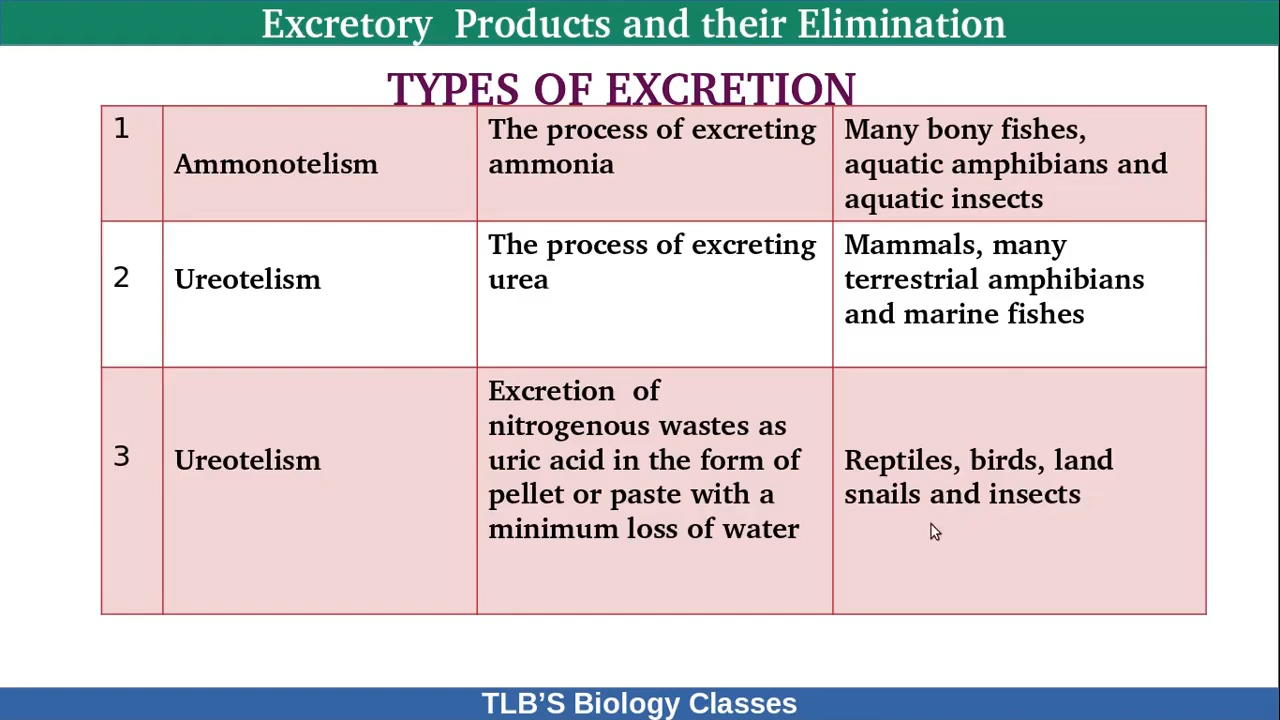 Excretory Products and their Elimination
TYPES OF EXCRETION
1
Ammonotelism
The process of excreting
ammonia
Many bony fishes,
aquatic amphibians and
aquatic insects
2
Ureotelism
The process of excreting
urea
Mammals, many
terrestrial amphibians
and marine fishes
3
Ureotelism
Excretion of
nitrogenous wastes as
uric acid in the form of
pellet or paste with a
minimum loss of water
Reptiles, birds, land
snails and insects
TLB'S Biology Classes